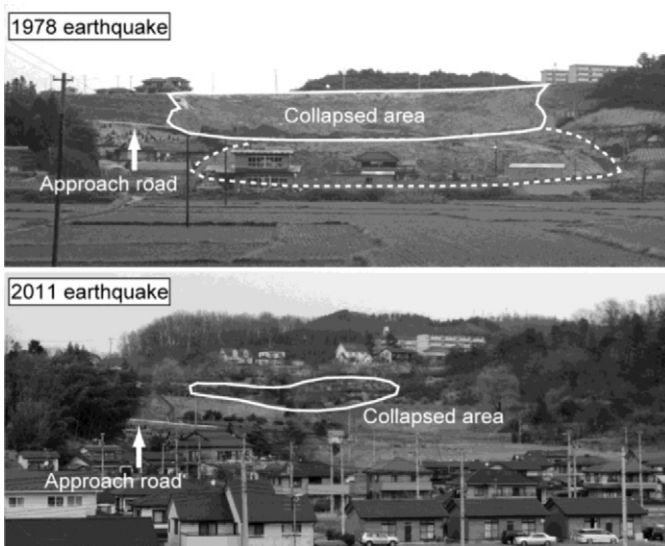 1978 earthquake
Collapsed area
Approach road
2011 earthquake
Collapsed area
Approach road